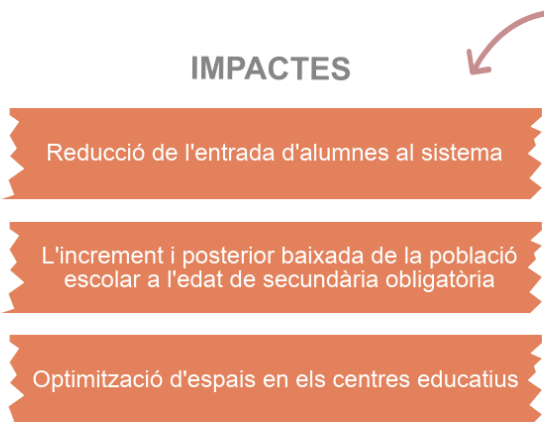 IMPACTES
Reducció de l'entrada d'alumnes al sistema
L'increment i posterior baixada de la població
escolar a l'edat de secundària obligatòria
Optimització d'espais en els centres educatius